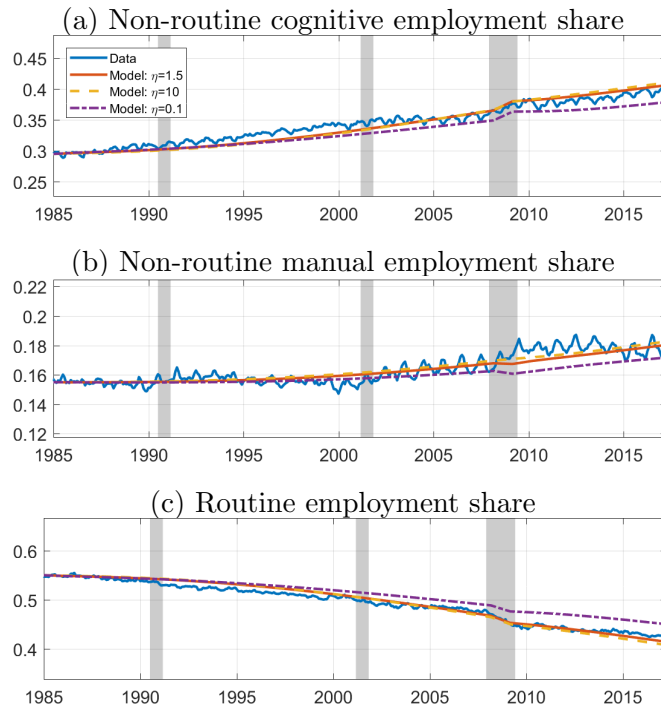 (a) Non-routine cognitive employment share
0.45
0.4
0.35
0.3
0.25
Data
Model: η=1.5
Model: η=10
Model: η=0.1
1985 1990 1995 2000 2005 2010 2015
(b) Non-routine manual employment share
0.22
0.2
0.18
0.16
0.14
0.12
1985 1990 1995 2000 2005 2010 2015
(c) Routine employment share
0.6
0.5
0.4
1985 1990 1995 2000 2005 2010 2015